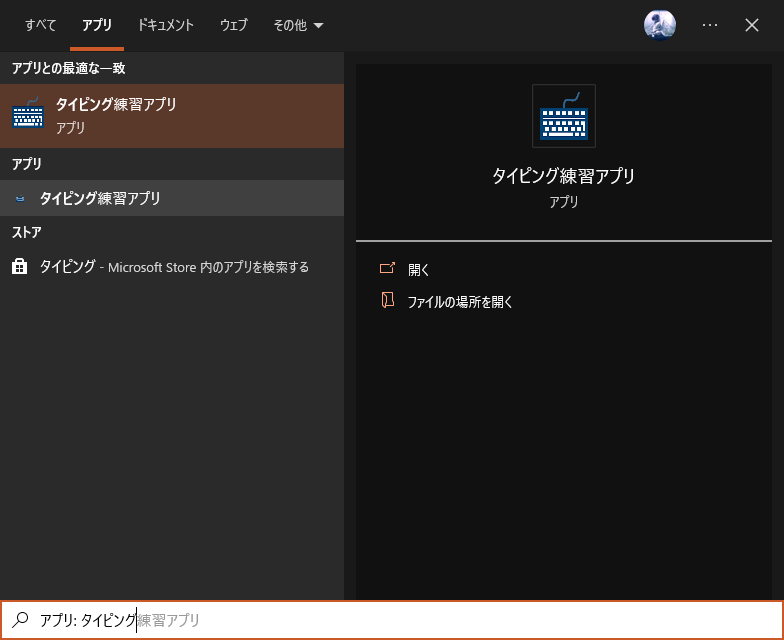 すべて アプリ ドキュメント ウェブ その他
アプリとの最適な一致
タイピング練習アプリ
アプリ
アプリ
タイピング練習アプリ
ストア
タイピング - Microsoft Store 内のアプリを検索する
タイピング練習アプリ
アプリ
開く
ファイルの場所を開く
アプリ: タイピング練習アプリ